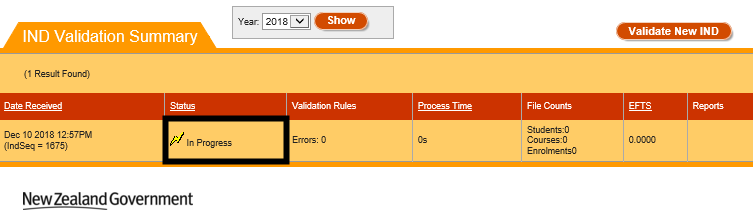 Year: 2018 Show
IND Validation Summary
Validate New IND
(1 Result Found)
Date Received Status Validation Rules Process Time File Counts EFTS Reports
Dec 10 2018 12:57PM
(IndSeq = 1675)
In Progress
Errors: 0
0s
Students:0
Courses:0
Enrolments0
0.0000
New Zealand Government